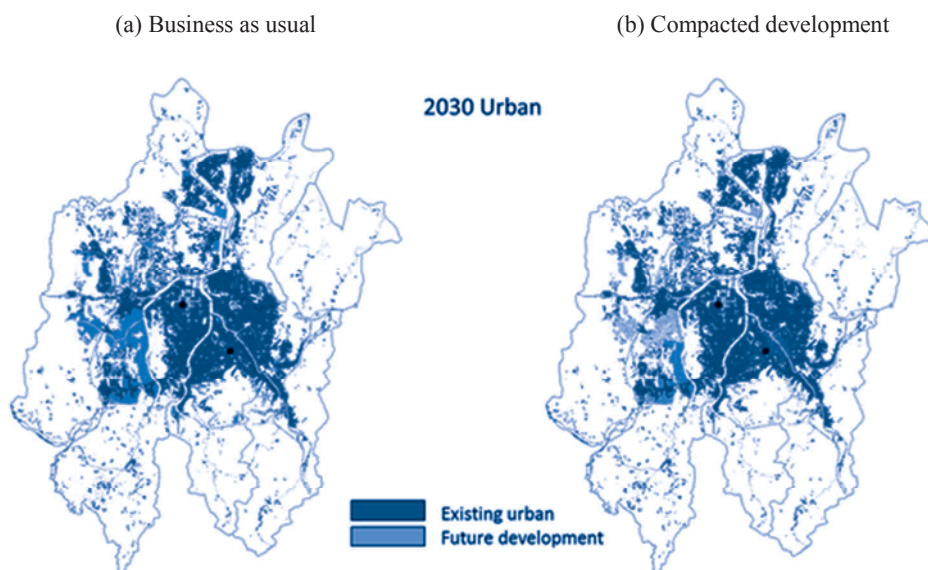 (a) Business as usual
(b) Compacted development
2030 Urban
Existing urban
Future development